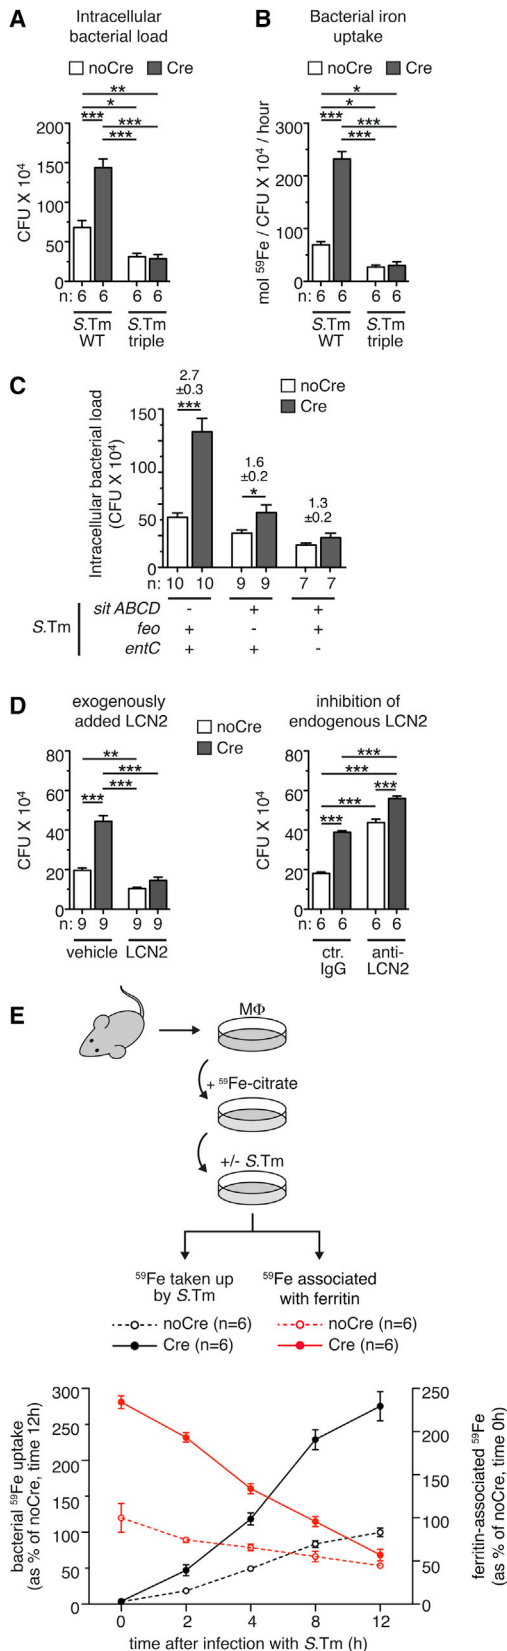 A
Intracellular
bacterial load
noCre Cre
**
*
*** ***
***
200
150
100
50
0
CFU X 10⁴
n: 6 6 6 6
S.Tm S.Tm
WT triple
B
Bacterial iron
uptake
noCre Cre
*
*
*** ***
***
300
200
100
0
mol ⁵⁹Fe / CFU X 10⁴ / hour
n: 6 6 6 6
S.Tm S.Tm
WT triple
C
noCre
Cre
2.7
±0.3
***
1.6
±0.2
*
1.3
±0.2
150
100
50
0
Intracellular bacterial load
(CFU X 10⁴)
n: 10 10 9 9 7 7
S.Tm
sit ABCD - + +
feo + - +
entC + + -
D
exogenously
added LCN2
noCre
Cre
**
***
*** ***
80
60
40
20
0
CFU X 10⁴
n: 9 9 9 9
vehicle LCN2
inhibition of
endogenous LCN2
***
***
*** ***
***
80
60
40
20
0
CFU X 10⁴
n: 6 6 6 6
ctr. anti-
IgG LCN2
E
MΦ
+ ⁵⁹Fe-citrate
+/- S.Tm
⁵⁹Fe taken up
by S.Tm
⁵⁹Fe associated
with ferritin
noCre (n=6) noCre (n=6)
Cre (n=6) Cre (n=6)
300
200
150
100
50
0
bacterial ⁵⁹Fe uptake
(as % of noCre, time 12h)
250
200
150
100
50
0
ferritin-associated ⁵⁹Fe
(as % of noCre, time 0h)
0 2 4 8 12
time after infection with S.Tm (h)